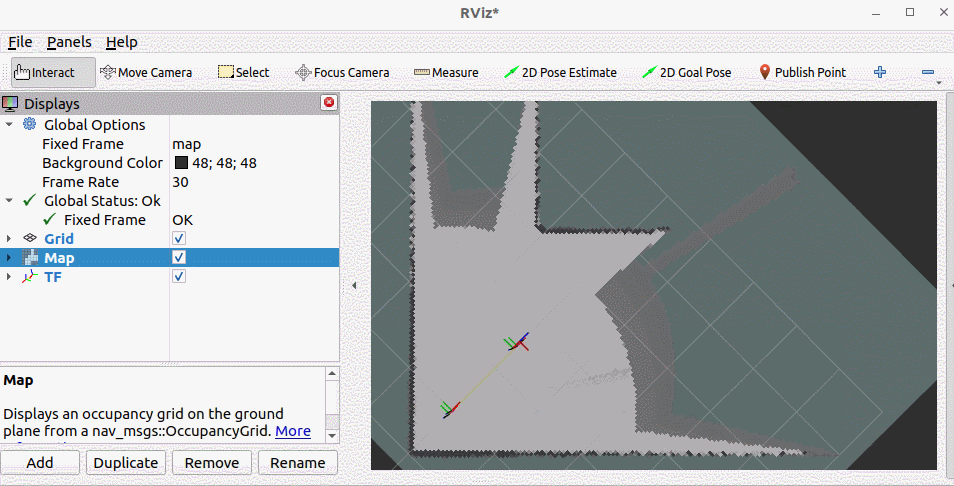 RViz*
File Panels Help
Interact Move Camera Select Focus Camera Measure 2D Pose Estimate 2D Goal Pose Publish Point
Displays
Global Options
Fixed Frame map
Background Color 48; 48; 48
Frame Rate 30
Global Status: Ok
Fixed Frame OK
Grid
Map
TF
Map
Displays an occupancy grid on the ground
plane from a nav_msgs::OccupancyGrid. More
Add Duplicate Remove Rename